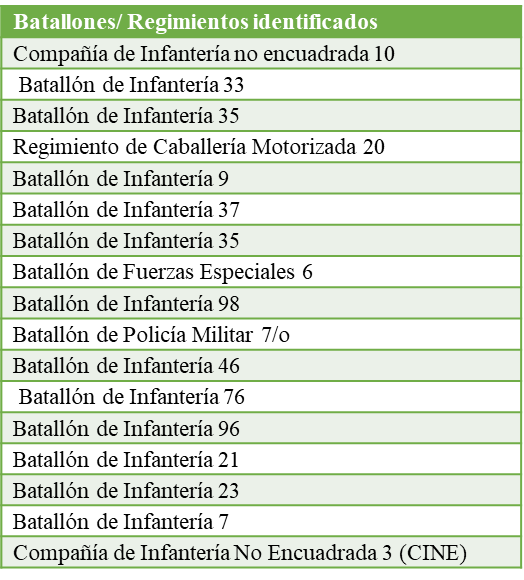 Batallones/ Regimientos identificados
Compañía de Infantería no encuadrada 10
Batallón de Infantería 33
Batallón de Infantería 35
Regimiento de Caballería Motorizada 20
Batallón de Infantería 9
Batallón de Infantería 37
Batallón de Infantería 35
Batallón de Fuerzas Especiales 6
Batallón de Infantería 98
Batallón de Policía Militar 7/o
Batallón de Infantería 46
Batallón de Infantería 76
Batallón de Infantería 96
Batallón de Infantería 21
Batallón de Infantería 23
Batallón de Infantería 7
Compañía de Infantería No Encuadrada 3 (CINE)